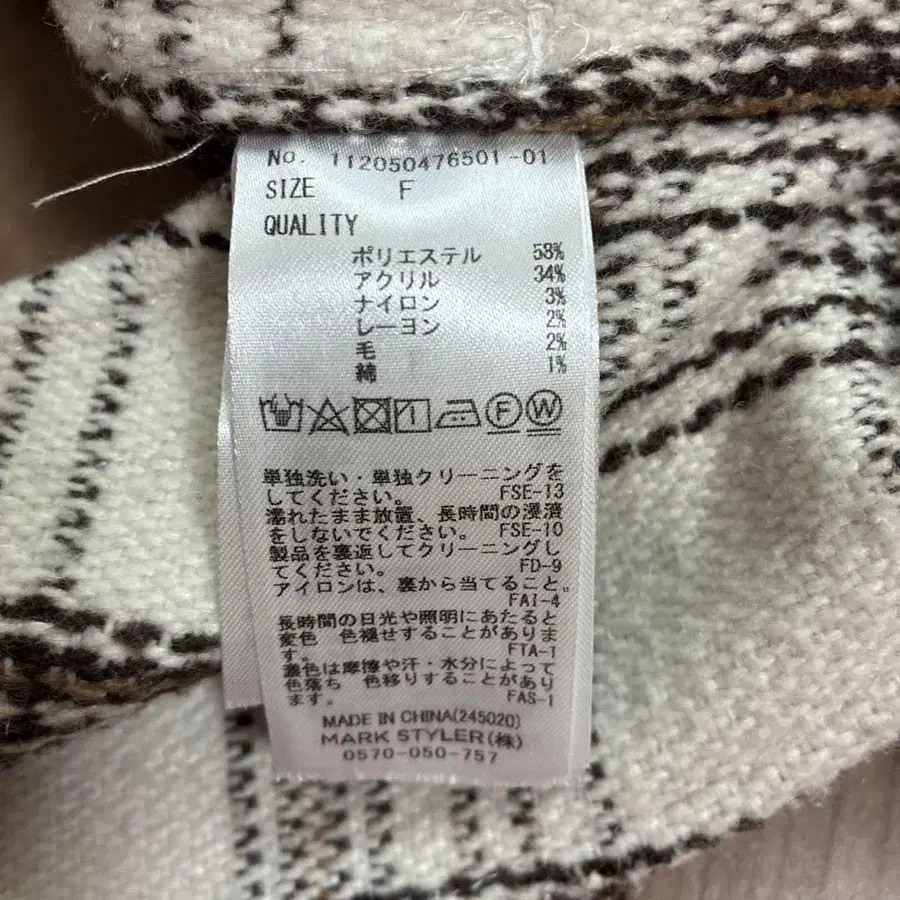 No. 112050476501-01
SIZE F
QUALITY
ポリエステル 58%
アクリル 34%
ナイロン 3%
レーヨン 2%
毛 2%
綿 1%
F W
単独洗い・単独クリーニングを
してください。 FSE-13
濡れたまま放置、長時間の浸漬
をしないでください。 FSE-10
製品を裏返してクリーニングし
てください。 FD-9
アイロンは、裏から当てること。
FAI-4
長時間の日光や照明にあたると
変色 色褪せすることがありま
す。 FTA-1
濃色は摩擦や汗・水分によって
色落ち 色移りすることがあり
ます。 FAS-1
MADE IN CHINA(245020)
MARK STYLER(株)
0570-050-757